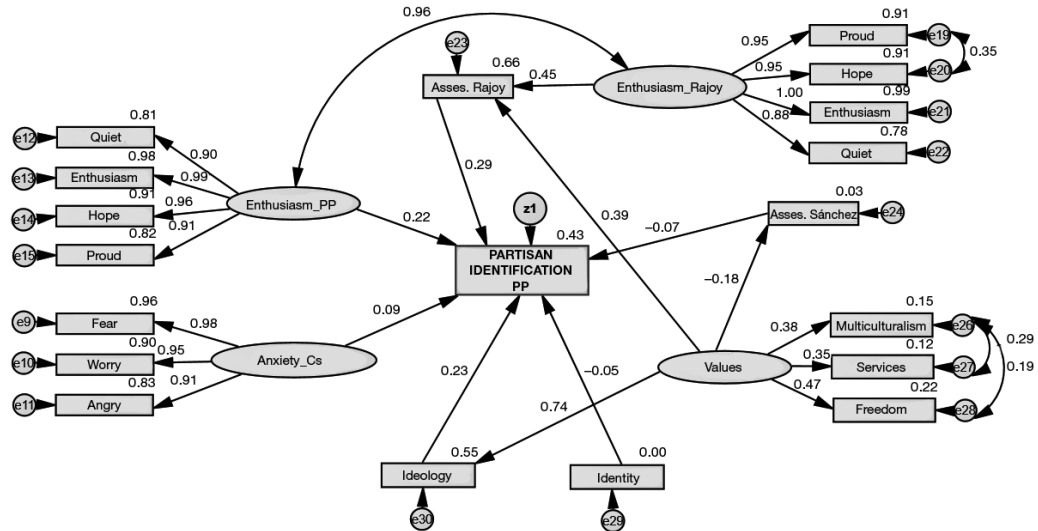 0.96
e23
0.91
Proud
e19
0.95
0.66
Asses. Rajoy
0.45
Enthusiasm_Rajoy
0.91
0.35
0.95
Hope
e20
1.00
0.99
Enthusiasm
e21
0.88
0.78
Quiet
e22
0.81
e12
Quiet
0.90
0.98
e13
Enthusiasm
0.99
0.91
e14
Hope
0.96
Enthusiasm_PP
0.82
0.91
e15
Proud
0.29
0.22
z1
0.43
PARTISAN
IDENTIFICATION
PP
0.39
0.03
Asses. Sánchez
e24
−0.07
−0.18
0.96
e9
Fear
0.98
0.09
0.90
e10
Worry
0.95
Anxiety_Cs
0.83
0.91
e11
Angry
0.15
Multiculturalism
e26
0.38
0.29
0.12
Values
0.35
Services
e27
0.19
0.47
0.22
Freedom
e28
0.23
−0.05
0.74
0.55
Ideology
0.00
Identity
e30
e29